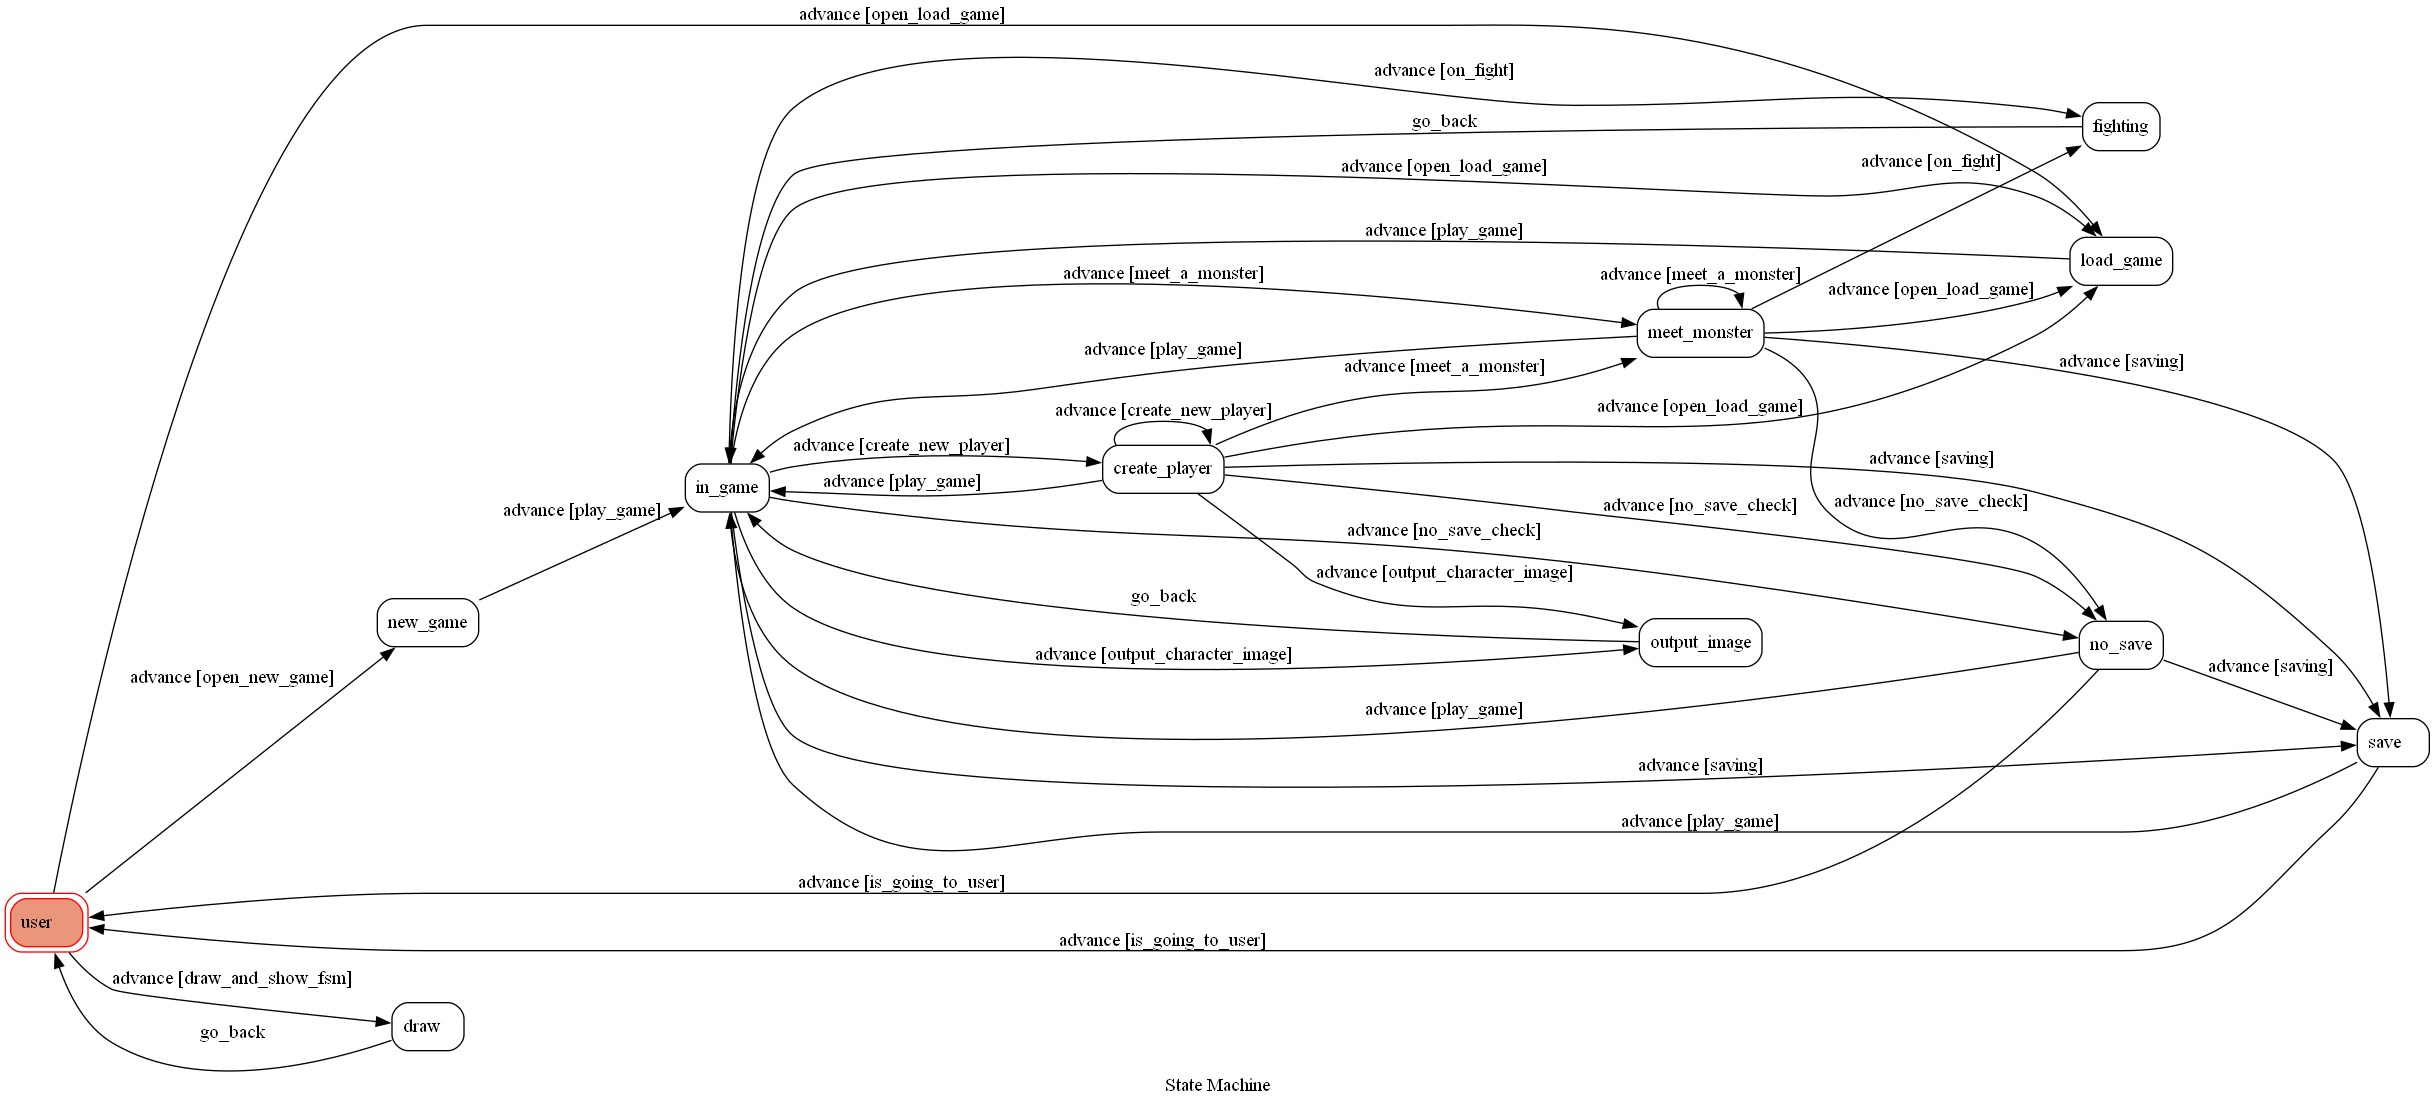 advance [open_load_game]
advance [on_fight]
go_back
fighting
advance [on_fight]
advance [open_load_game]
advance [play_game]
load_game
advance [meet_a_monster]
advance [meet_a_monster]
advance [open_load_game]
meet_monster
advance [play_game]
advance [saving]
advance [meet_a_monster]
advance [create_new_player]
advance [open_load_game]
advance [create_new_player]
create_player
advance [saving]
in_game
advance [play_game]
advance [play_game]
advance [no_save_check]
advance [no_save_check]
advance [no_save_check]
advance [output_character_image]
go_back
new_game
output_image
no_save
advance [output_character_image]
advance [saving]
advance [open_new_game]
advance [play_game]
save
advance [saving]
advance [play_game]
advance [is_going_to_user]
user
advance [is_going_to_user]
advance [draw_and_show_fsm]
draw
go_back
State Machine